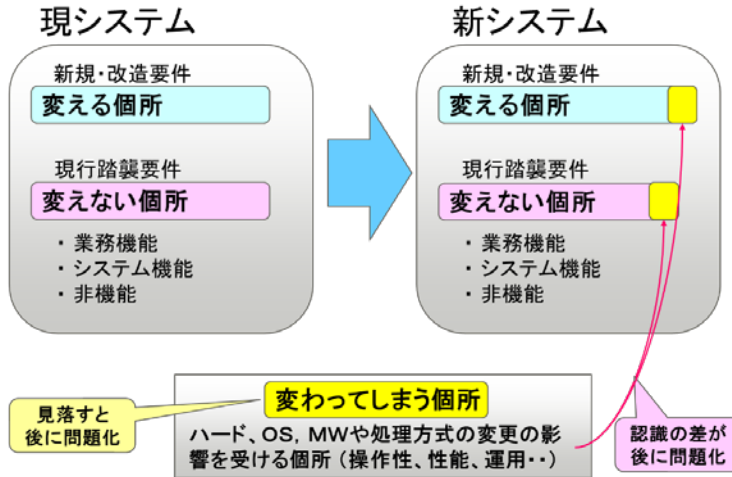 現システム
新規・改造要件
変える個所
現行踏襲要件
変えない個所
・ 業務機能
・ システム機能
・ 非機能
新システム
新規・改造要件
変える個所
現行踏襲要件
変えない個所
・ 業務機能
・ システム機能
・ 非機能
見落すと
後に問題化
変わってしまう個所
ハード、OS, MWや処理方式の変更の影
響を受ける個所（操作性、性能、運用・・）
認識の差が
後に問題化